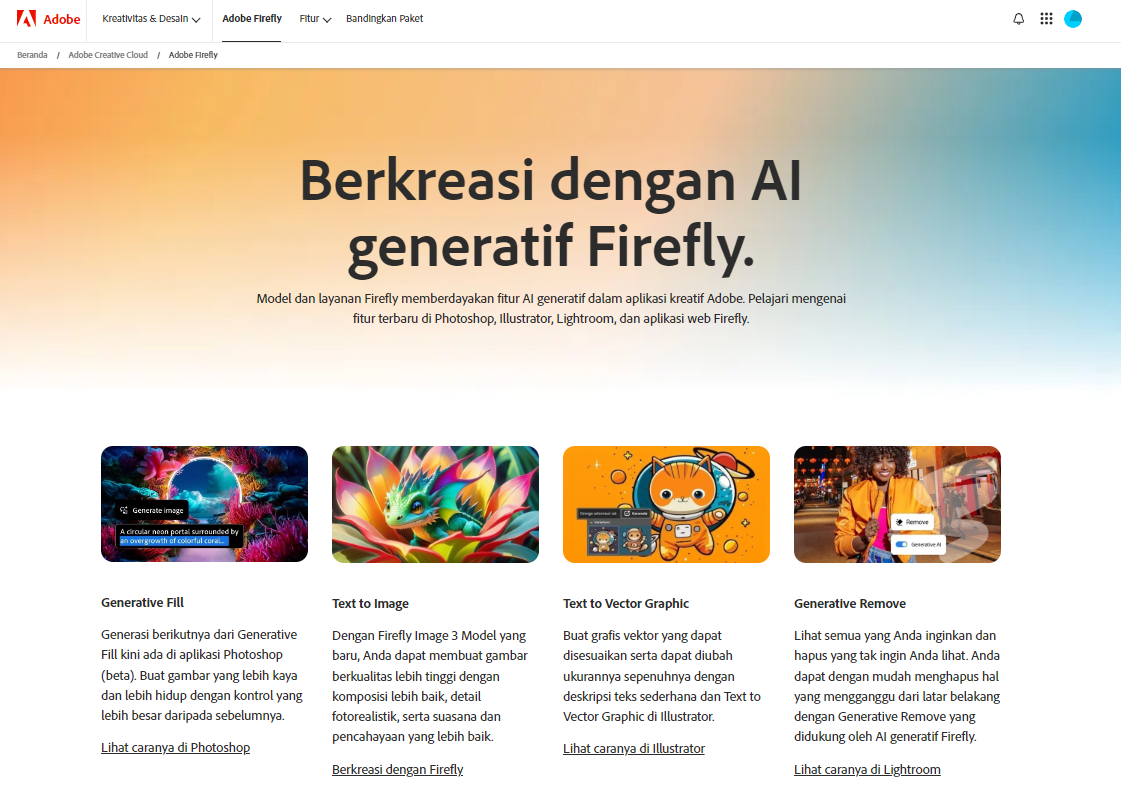 Adobe
Kreativitas & Desain
Adobe Firefly
Fitur
Bandingkan Paket
Beranda / Adobe Creative Cloud / Adobe Firefly
Berkreasi dengan AI
generatif Firefly.
Model dan layanan Firefly memberdayakan fitur AI generatif dalam aplikasi kreatif Adobe. Pelajari mengenai
fitur terbaru di Photoshop, Illustrator, Lightroom, dan aplikasi web Firefly.
Generate image
A circular neon portal surrounded by
an overgrowth of colorful coral...
Generate
Remove
Generative AI
Generative Fill
Generasi berikutnya dari Generative
Fill kini ada di aplikasi Photoshop
(beta). Buat gambar yang lebih kaya
dan lebih hidup dengan kontrol yang
lebih besar daripada sebelumnya.
Lihat caranya di Photoshop
Text to Image
Dengan Firefly Image 3 Model yang
baru, Anda dapat membuat gambar
berkualitas lebih tinggi dengan
komposisi lebih baik, detail
fotorealistik, serta suasana dan
pencahayaan yang lebih baik.
Berkreasi dengan Firefly
Text to Vector Graphic
Buat grafis vektor yang dapat
disesuaikan serta dapat diubah
ukurannya sepenuhnya dengan
deskripsi teks sederhana dan Text to
Vector Graphic di Illustrator.
Lihat caranya di Illustrator
Generative Remove
Lihat semua yang Anda inginkan dan
hapus yang tak ingin Anda lihat. Anda
dapat dengan mudah menghapus hal
yang mengganggu dari latar belakang
dengan Generative Remove yang
didukung oleh AI generatif Firefly.
Lihat caranya di Lightroom